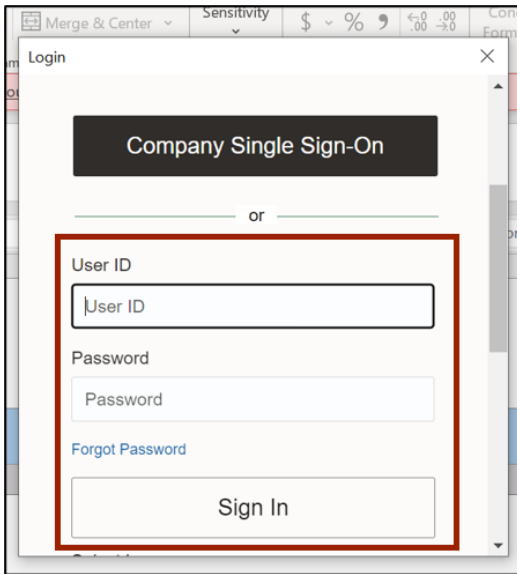 Merge & Center
Sensitivity
$ % 9
Login
Company Single Sign-On
or
User ID
User ID
Password
Password
Forgot Password
Sign In